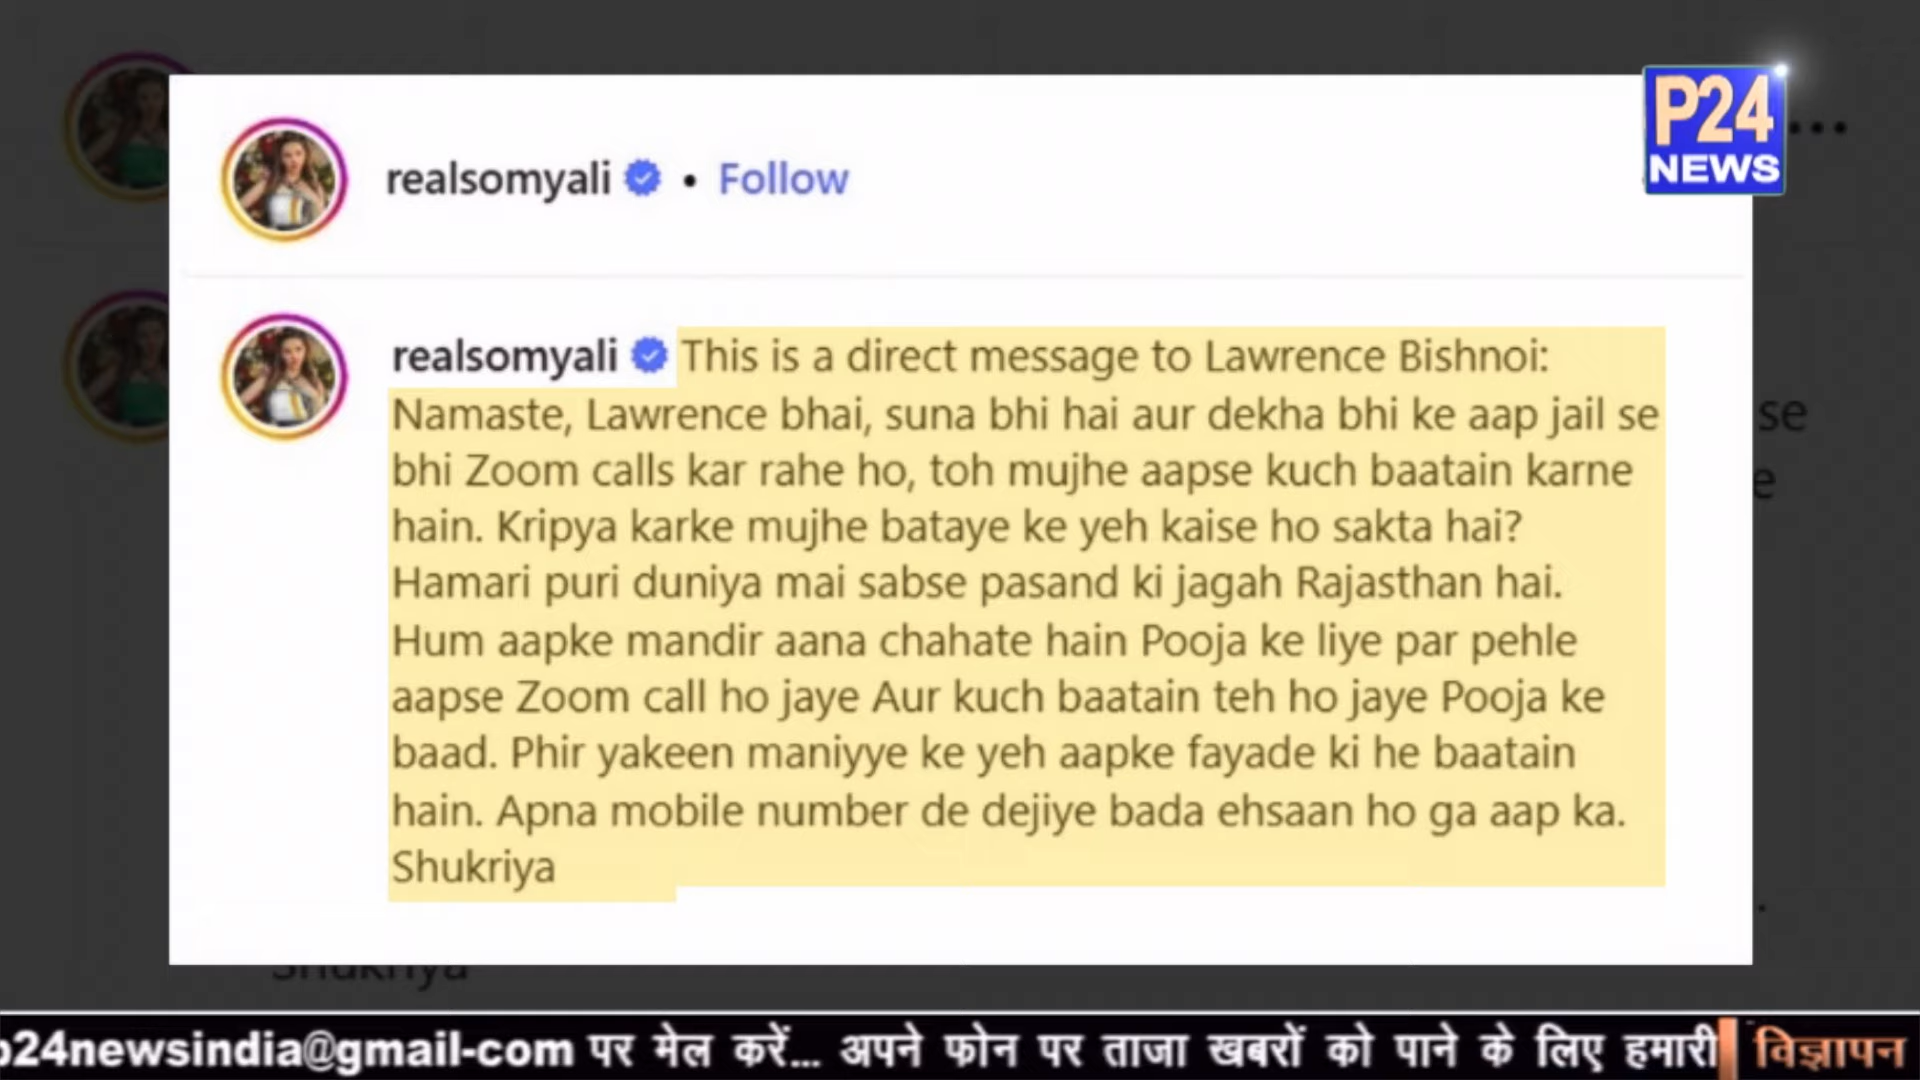 P24
NEWS
realsomyali • Follow
realsomyali This is a direct message to Lawrence Bishnoi:
Namaste, Lawrence bhai, suna bhi hai aur dekha bhi ke aap jail se
bhi Zoom calls kar rahe ho, toh mujhe aapse kuch baatain karne
hain. Kripya karke mujhe bataye ke yeh kaise ho sakta hai?
Hamari puri duniya mai sabse pasand ki jagah Rajasthan hai.
Hum aapke mandir aana chahate hain Pooja ke liye par pehle
aapse Zoom call ho jaye Aur kuch baatain teh ho jaye Pooja ke
baad. Phir yakeen maniyye ke yeh aapke fayade ki he baatain
hain. Apna mobile number de dejiye bada ehsaan ho ga aap ka.
Shukriya
se
e
Shukriya
p24newsindia@gmail-com पर मेल करें... अपने फोन पर ताजा खबरों को पाने के लिए हमारी
विज्ञापन